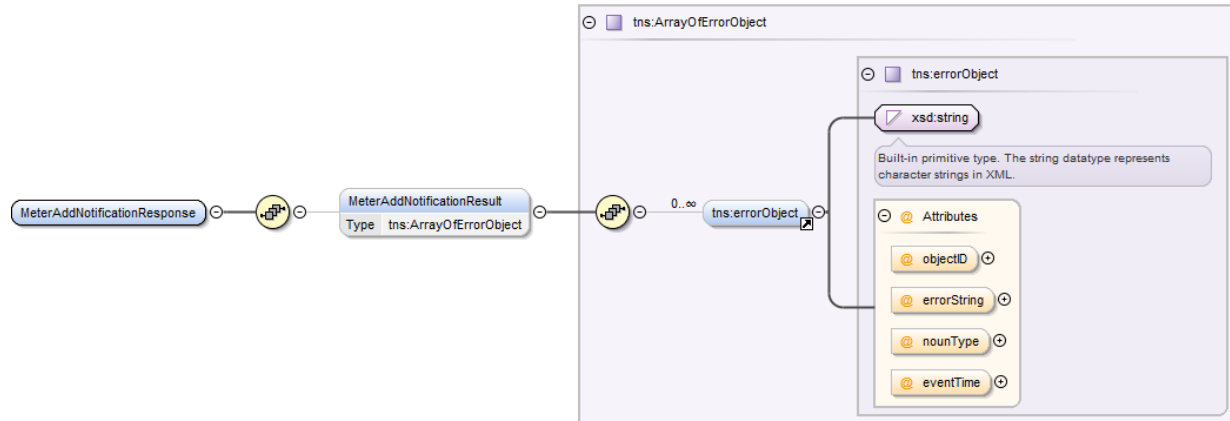 tns:ArrayOfErrorObject
tns:errorObject
xsd:string
Built-in primitive type. The string datatype represents
character strings in XML.
MeterAddNotificationResponse
MeterAddNotificationResult
Type tns:ArrayOfErrorObject
0..∞
tns:errorObject
@ Attributes
@ objectID
@ errorString
@ nounType
@ eventTime